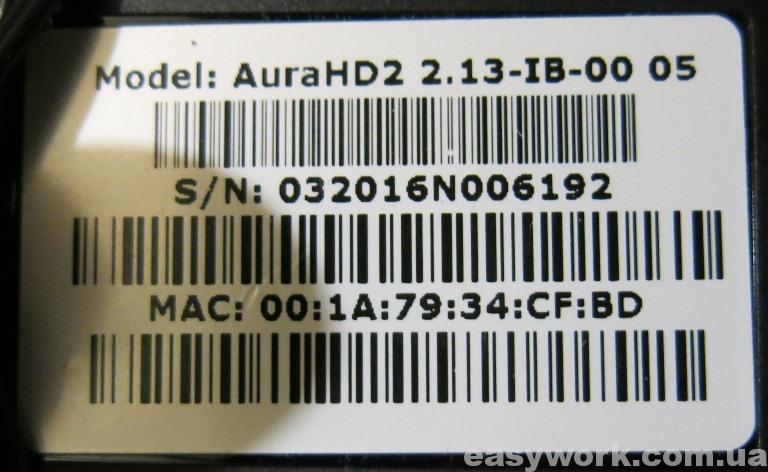 Model: AuraHD2 2.13-IB-00 05
S/N: 032016N006192
MAC: 00:1A:79:34:CF:BD
easywork.com.ua